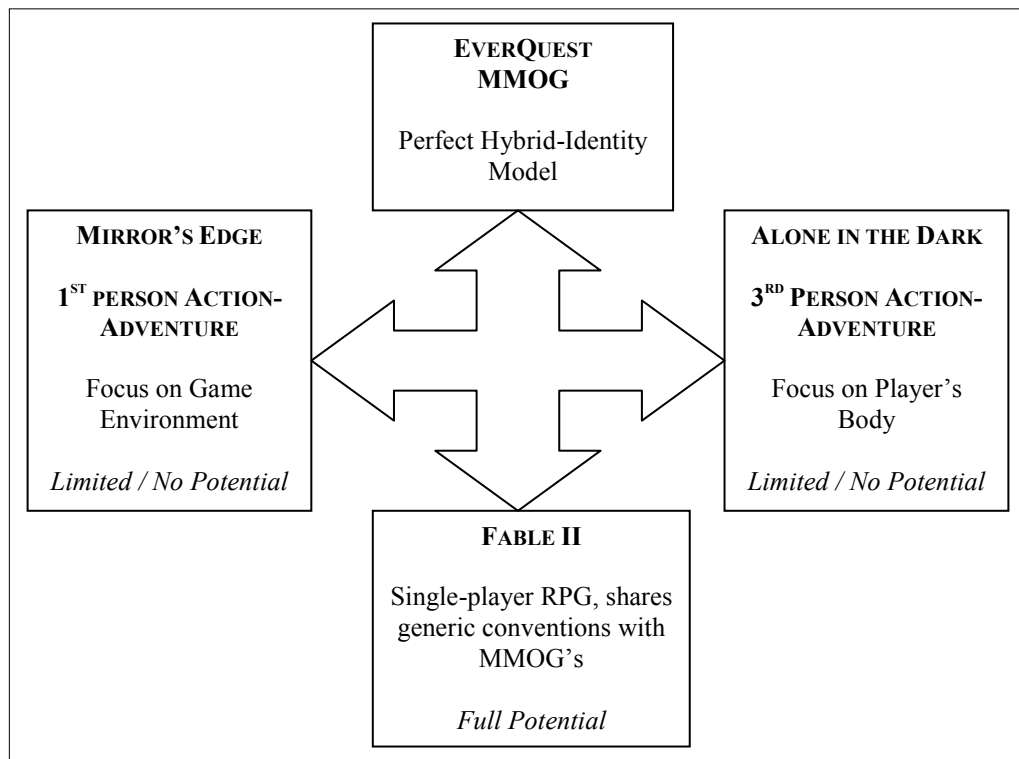 EVERQUEST
MMOG
Perfect Hybrid-Identity
Model
MIRROR'S EDGE
1ST PERSON ACTION-
ADVENTURE
Focus on Game
Environment
Limited / No Potential
ALONE IN THE DARK
3RD PERSON ACTION-
ADVENTURE
Focus on Player's
Body
Limited / No Potential
FABLE II
Single-player RPG, shares
generic conventions with
MMOG's
Full Potential